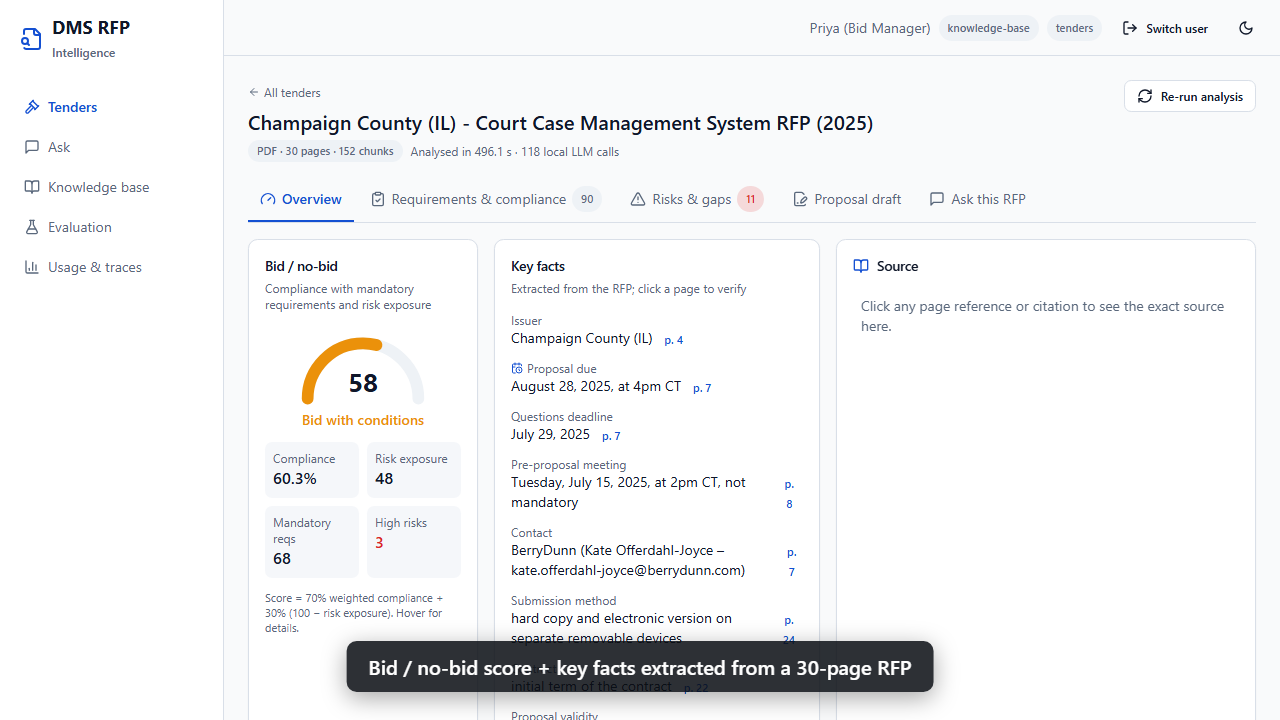 DMS RFP
Intelligence
Tenders
Ask
Knowledge base
Evaluation
Usage & traces
Priya (Bid Manager)
knowledge-base
tenders
Switch user
← All tenders
Re-run analysis
Champaign County (IL) - Court Case Management System RFP (2025)
PDF · 30 pages · 152 chunks
Analysed in 496.1 s · 118 local LLM calls
Overview
Requirements & compliance 90
Risks & gaps 11
Proposal draft
Ask this RFP
Bid / no-bid
Compliance with mandatory
requirements and risk exposure
58
Bid with conditions
Compliance
60.3%
Risk exposure
48
Mandatory
reqs
68
High risks
3
Score = 70% weighted compliance +
30% (100 − risk exposure). Hover for
details.
Key facts
Extracted from the RFP; click a page to verify
Issuer
Champaign County (IL) p. 4
Proposal due
August 28, 2025, at 4pm CT p. 7
Questions deadline
July 29, 2025 p. 7
Pre-proposal meeting
Tuesday, July 15, 2025, at 2pm CT, not p.
mandatory 8
Contact
BerryDunn (Kate Offerdahl-Joyce – p.
kate.offerdahl-joyce@berrydunn.com) 7
Submission method
hard copy and electronic version on p.
separate removable devices 24
initial term of the contract p. 22
Proposal validity
Source
Click any page reference or citation to see the exact source
here.
Bid / no-bid score + key facts extracted from a 30-page RFP